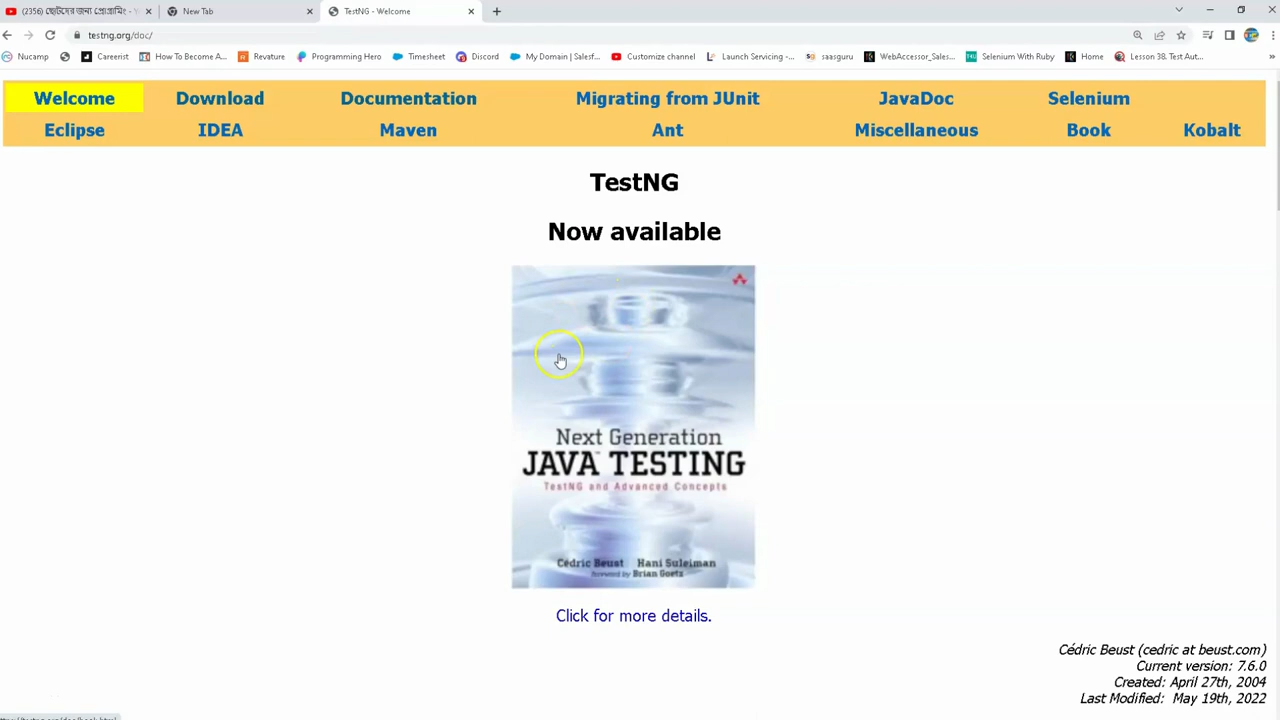 (2356) ছোটদের জন্য প্রোগ্রামিং - Y
New Tab
TestNG - Welcome
testng.org/doc/
Nucamp
Careerist
How To Become A...
Revature
Programming Hero
Timesheet
Discord
My Domain | Salesf...
Customize channel
Launch Servicing -...
saasguru
WebAccessor_Sales...
Selenium With Ruby
Home
Lesson 38. Test Aut...
»
Welcome Download Documentation Migrating from JUnit JavaDoc Selenium
Eclipse IDEA Maven Ant Miscellaneous Book Kobalt
TestNG
Now available
Next Generation
JAVA™ TESTING
TestNG and Advanced Concepts
Cédric Beust Hani Suleiman
foreword by Brian Goetz
Click for more details.
Cédric Beust (cedric at beust.com)
Current version: 7.6.0
Created: April 27th, 2004
Last Modified: May 19th, 2022